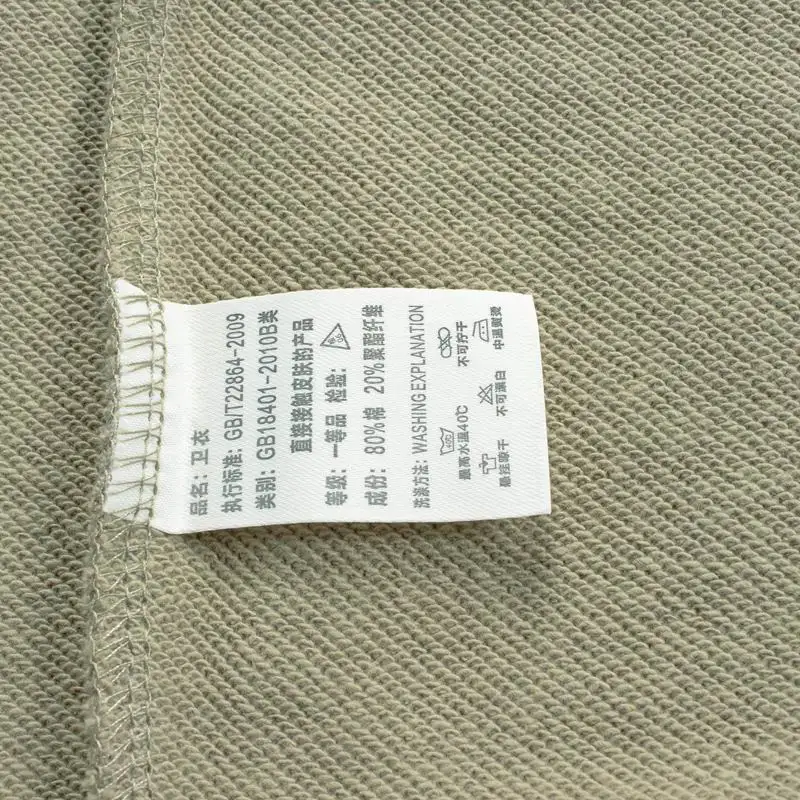 品名：卫衣
执行标准：GB/T22864-2009
类别：GB18401-2010B类
直接接触皮肤的产品
等级：一等品 检验：
成份：80%棉 20%聚酯纤维
洗涤方法：WASHING EXPLANATION
最高水温40℃ 不可拧干
悬挂晾干 不可漂白 中温熨烫